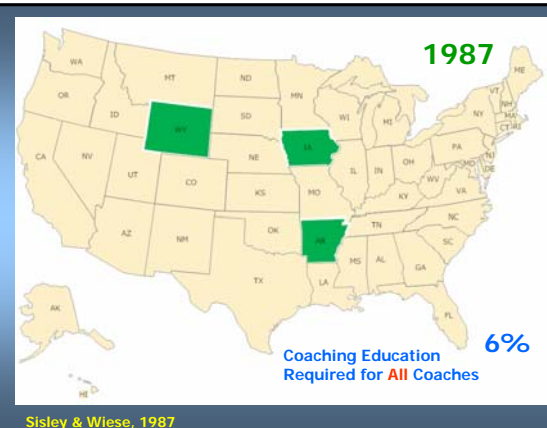 1987
WA
MT
ND
MN
ME
OR
ID
WY
SD
WI
MI
VT
NH
NY
MA
CT
RI
CA
NV
UT
CO
NE
IA
IL
IN
OH
PA
NJ
MD
DE
WV
VA
KS
MO
KY
AZ
NM
OK
AR
TN
NC
SC
TX
LA
MS
AL
GA
FL
AK
HI
Coaching Education
Required for All Coaches
6%
Sisley & Wiese, 1987